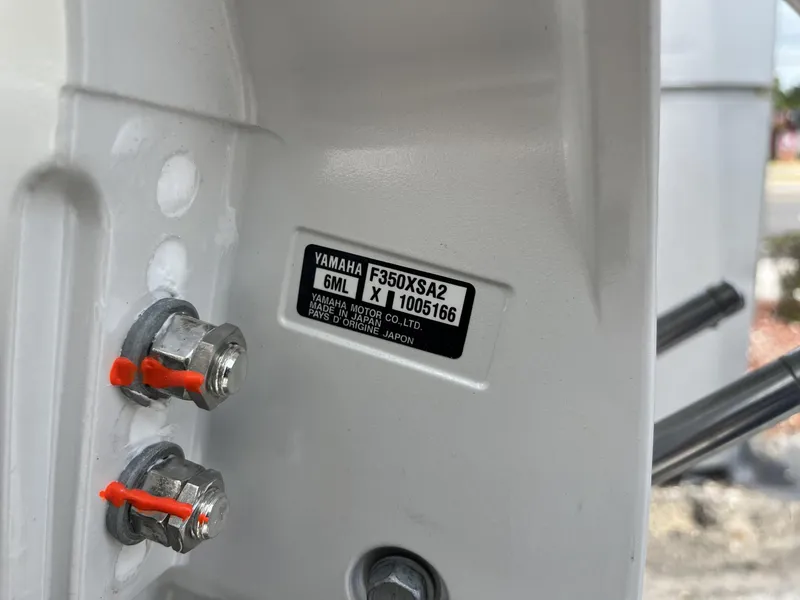 YAMAHA F350XSA2
6ML X 1005166
YAMAHA MOTOR CO.,LTD.
MADE IN JAPAN
PAYS D'ORIGINE JAPON